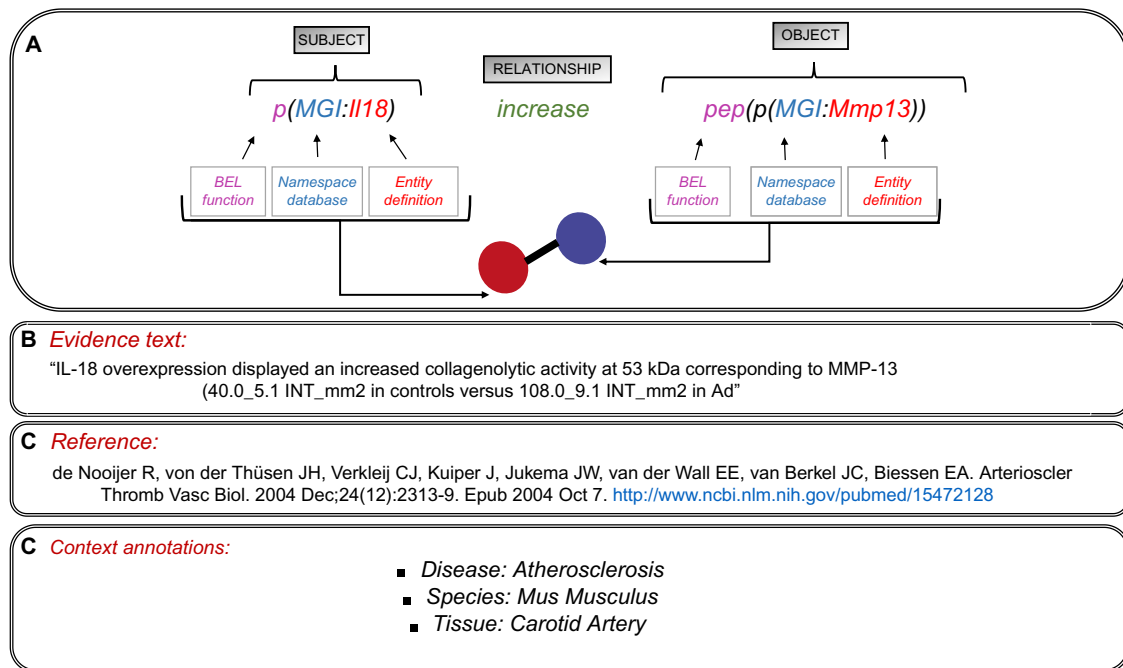 A
SUBJECT
OBJECT
RELATIONSHIP
p(MGI:Il18)
increase
pep(p(MGI:Mmp13))
BEL
function
Namespace
database
Entity
definition
BEL
function
Namespace
database
Entity
definition
B Evidence text:
“IL-18 overexpression displayed an increased collagenolytic activity at 53 kDa corresponding to MMP-13
(40.0_5.1 INT_mm2 in controls versus 108.0_9.1 INT_mm2 in Ad”
C Reference:
de Nooijer R, von der Thüsen JH, Verkleij CJ, Kuiper J, Jukema JW, van der Wall EE, van Berkel JC, Biessen EA. Arterioscler
Thromb Vasc Biol. 2004 Dec;24(12):2313-9. Epub 2004 Oct 7. http://www.ncbi.nlm.nih.gov/pubmed/15472128
C Context annotations:
▪ Disease: Atherosclerosis
▪ Species: Mus Musculus
▪ Tissue: Carotid Artery